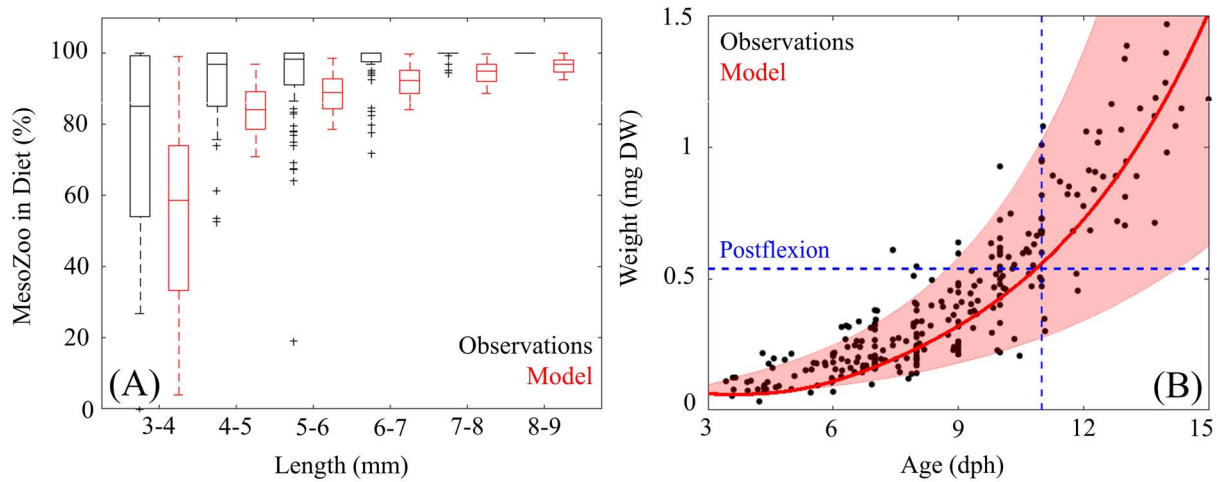 MesoZoo in Diet (%)
100
80
60
40
20
0
(A)
Observations
Model
3-4
4-5
5-6
6-7
7-8
8-9
Length (mm)
Weight (mg DW)
1.5
1
0.5
0
Observations
Model
Postflexion
(B)
3
6
9
12
15
Age (dph)